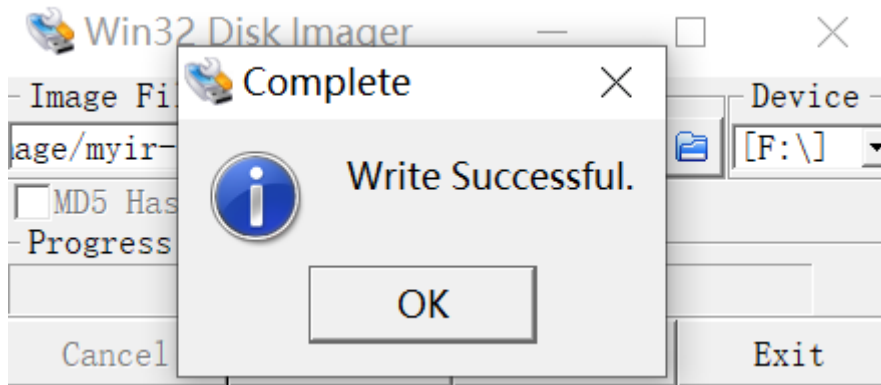 Win32 Disk Imager
Complete
Image Fi
Device
age/myir-
[F:\]
Write Successful.
MD5 Has
Progress
OK
Cancel
Exit